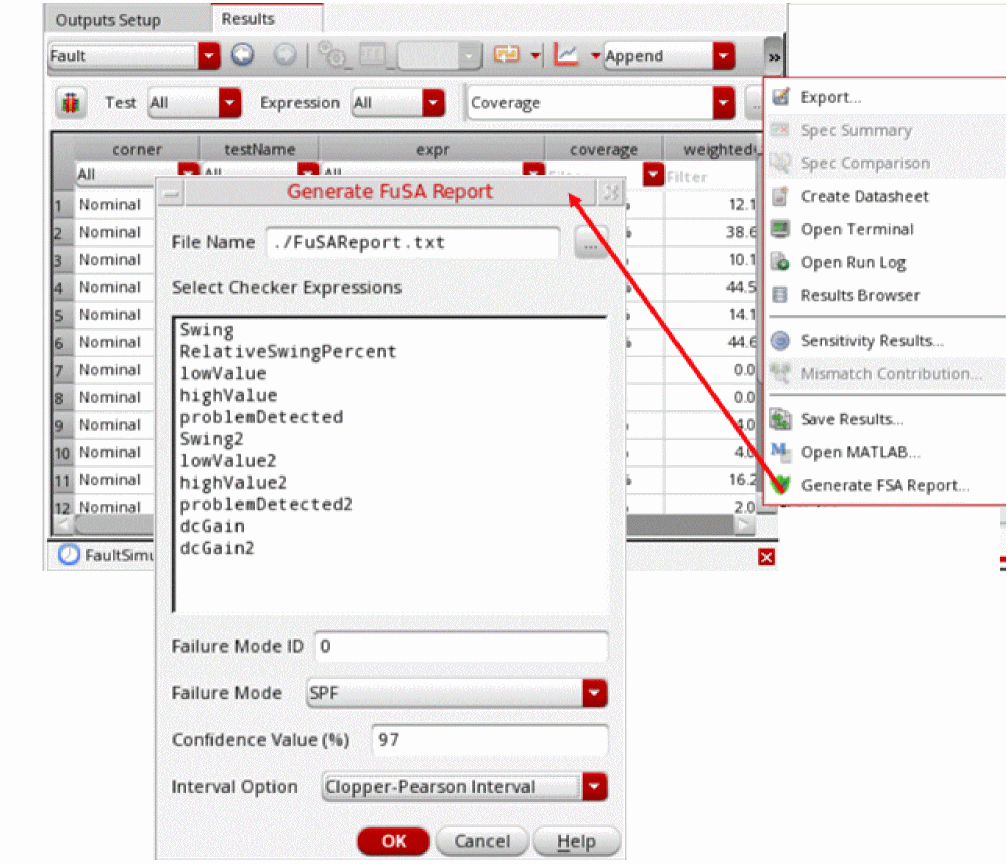 Outputs Setup Results
Fault Append »
Test All Expression All Coverage ...
corner testName expr coverage weighted
All All All Filter
1 Nominal 12.1
2 Nominal 38.6
3 Nominal 10.1
4 Nominal 44.5
5 Nominal 14.1
6 Nominal 44.6
7 Nominal 0.0
8 Nominal 0.0
9 Nominal 4.0
10 Nominal 4.0
11 Nominal 16.2
12 Nominal 2.0
FaultSimu
Generate FuSA Report
File Name ./FuSAReport.txt ...
Select Checker Expressions
Swing
RelativeSwingPercent
lowValue
highValue
problemDetected
Swing2
lowValue2
highValue2
problemDetected2
dcGain
dcGain2
Failure Mode ID 0
Failure Mode SPF
Confidence Value (%) 97
Interval Option Clopper-Pearson Interval
OK Cancel Help
Export...
Spec Summary
Spec Comparison
Create Datasheet
Open Terminal
Open Run Log
Results Browser
Sensitivity Results...
Mismatch Contribution...
Save Results...
Open MATLAB...
Generate FSA Report...